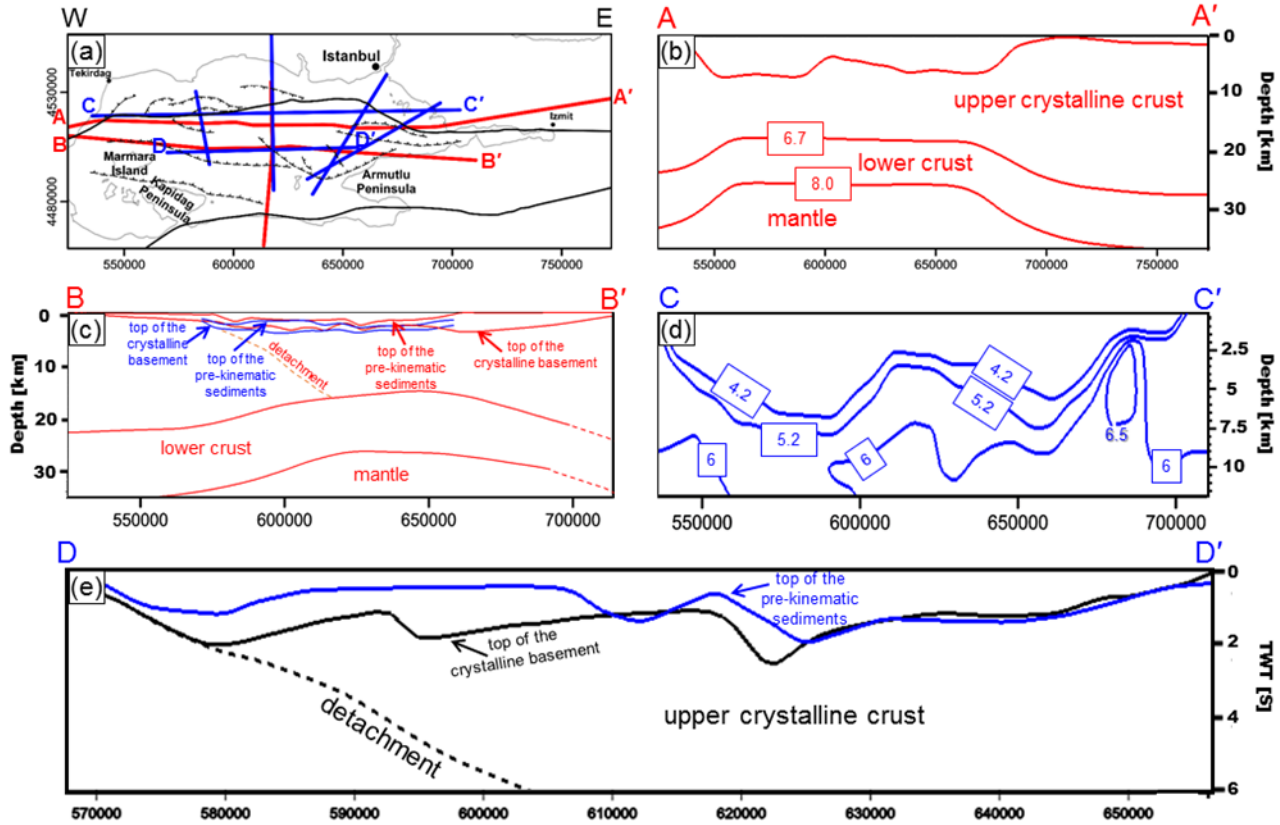 W
E
(a)
Istanbul
Tekirdag
4530000
C
C′
A
A′
Izmit
B
D
D′
B′
Marmara
Island
Kapidag
Peninsula
Armutlu
Peninsula
4480000
550000 600000 650000 700000 750000
A
A′
(b)
0
10
20
30
Depth [km]
upper crystalline crust
6.7
lower crust
8.0
mantle
550000 600000 650000 700000 750000
B
B′
(c)
0
10
20
30
Depth [km]
top of the
crystalline
basement
top of the
pre-kinematic
sediments
detachment
top of the
pre-kinematic
sediments
top of the
crystalline basement
lower crust
mantle
550000 600000 650000 700000
C
C′
(d)
2.5
5
7.5
10
Depth [km]
4.2
4.2
5.2
5.2
6
6
6.5
6
550000 600000 650000 700000
D
D′
(e)
0
2
4
6
TWT [S]
top of the
pre-kinematic
sediments
top of the
crystalline basement
detachment
upper crystalline crust
570000 580000 590000 600000 610000 620000 630000 640000 650000